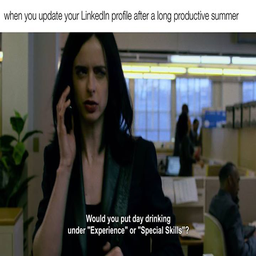 when you update your LinkedIn profile after a long productive summer
Would you put day drinking
under "Experience" or "Special Skills"?